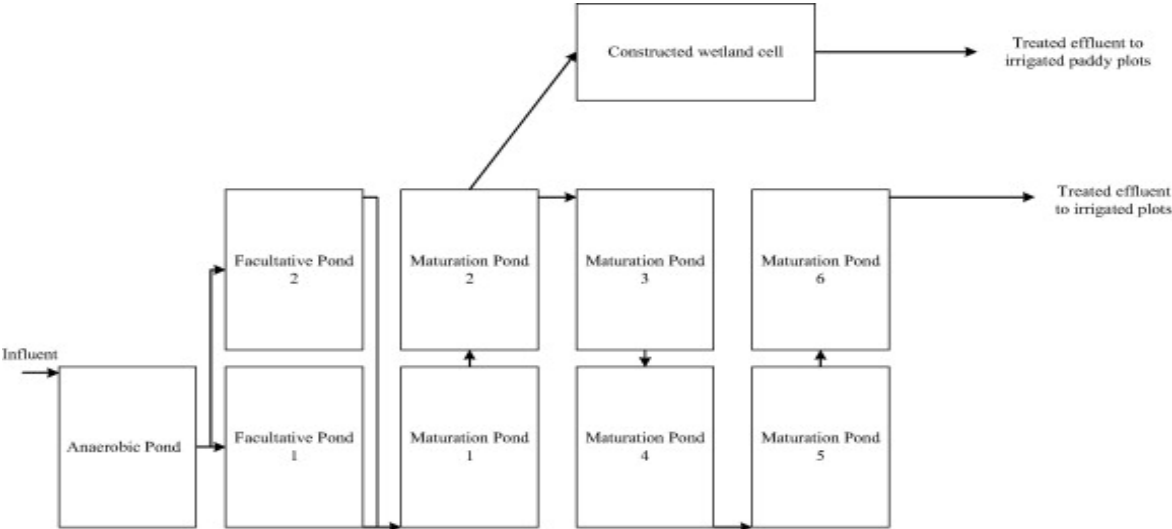 Constructed wetland cell
Treated effluent to
irrigated paddy plots
Treated effluent
to irrigated plots
Facultative Pond
2
Maturation Pond
2
Maturation Pond
3
Maturation Pond
6
Influent
Anaerobic Pond
Facultative Pond
1
Maturation Pond
1
Maturation Pond
4
Maturation Pond
5